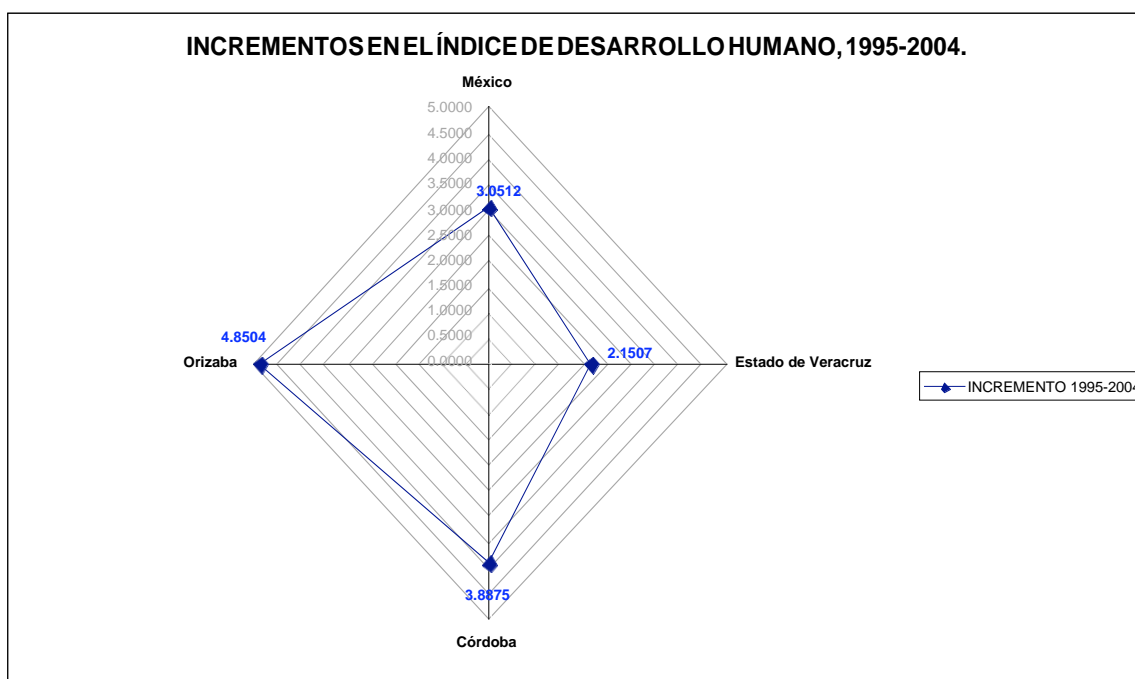 INCREMENTOS EN EL ÍNDICE DE DESARROLLO HUMANO, 1995-2004.
México
5.0000
4.5000
4.0000
3.5000
3.0512
3.0000
2.5000
2.0000
1.5000
1.0000
0.5000
0.0000
4.8504
Orizaba
2.1507
Estado de Veracruz
INCREMENTO 1995-2004
3.8875
Córdoba